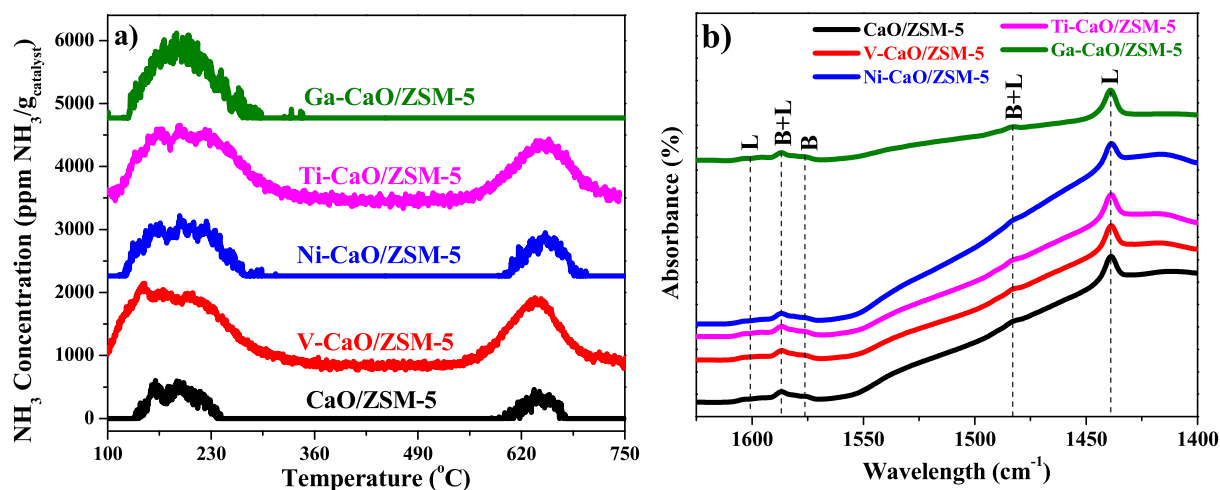 a)
NH3 Concentration (ppm NH3/gcatalyst)
6000
5000
4000
3000
2000
1000
0
Ga-CaO/ZSM-5
Ti-CaO/ZSM-5
Ni-CaO/ZSM-5
V-CaO/ZSM-5
CaO/ZSM-5
100 230 360 490 620 750
Temperature (oC)
b)
CaO/ZSM-5 Ti-CaO/ZSM-5
V-CaO/ZSM-5 Ga-CaO/ZSM-5
Ni-CaO/ZSM-5
L B+L B B+L L
Absorbance (%)
1600 1550 1500 1450 1400
Wavelength (cm-1)